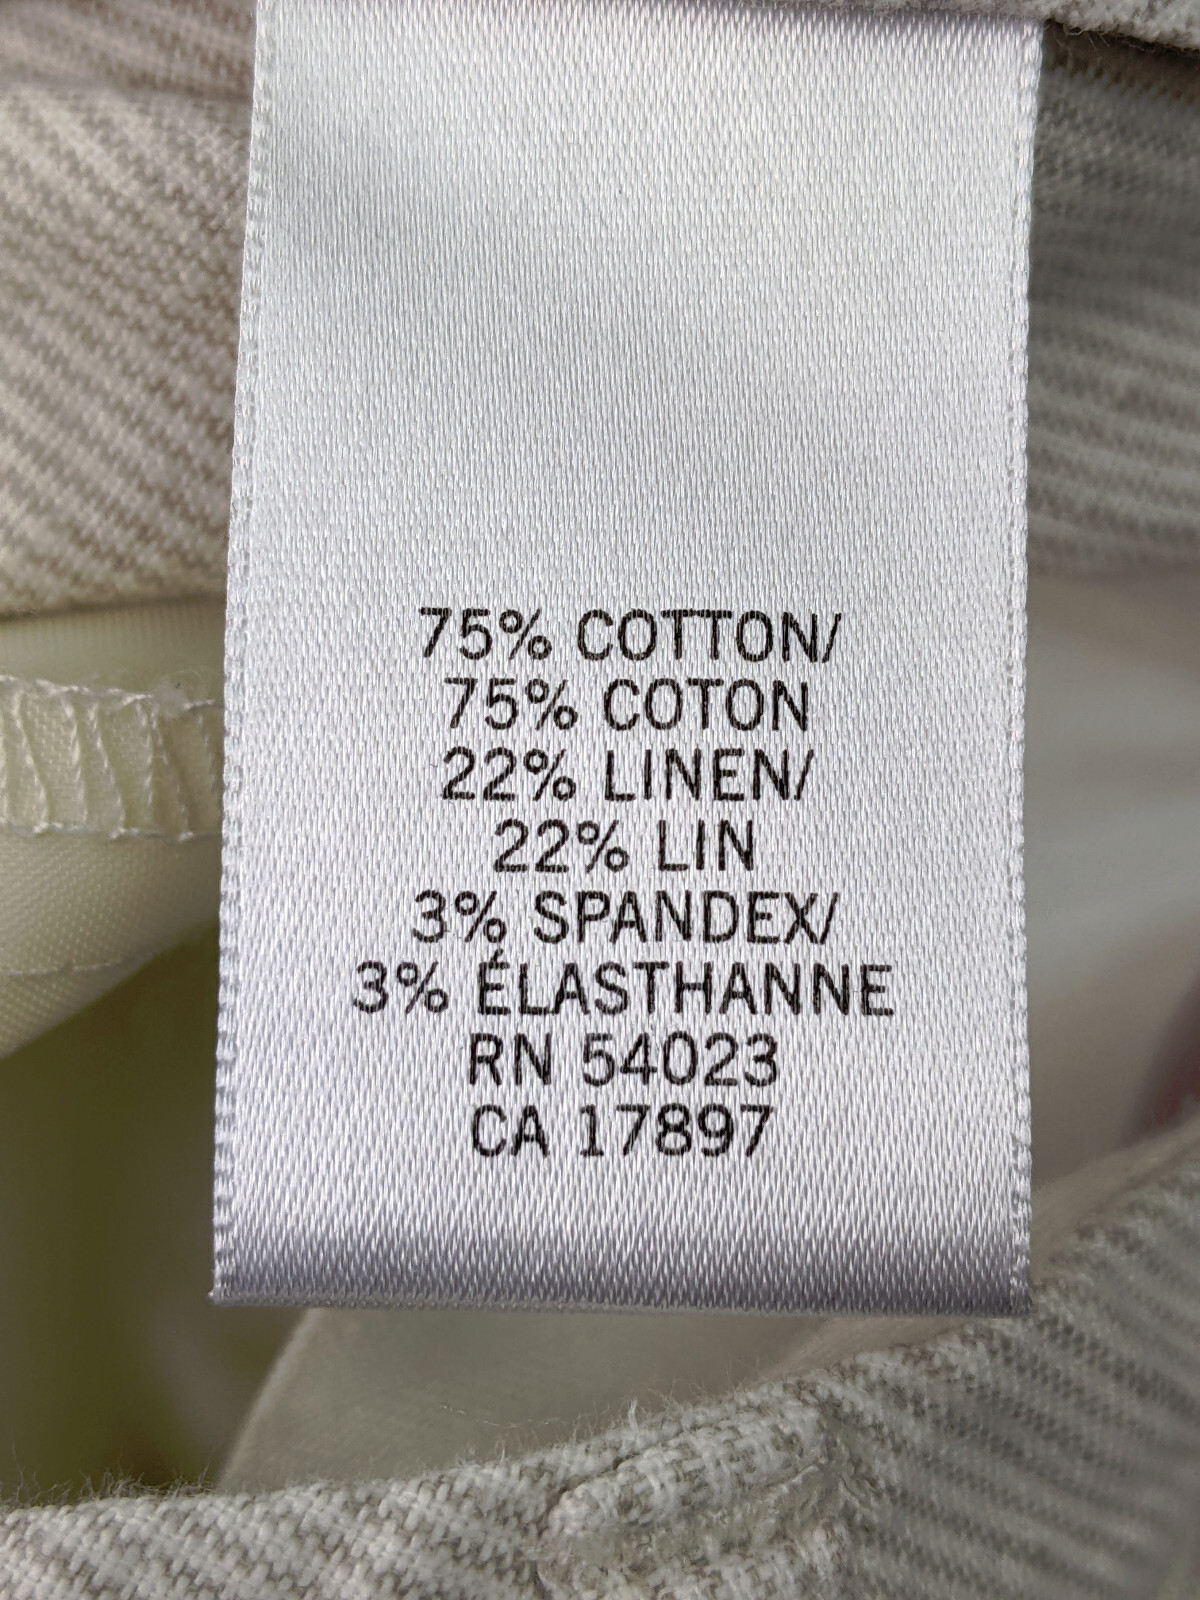 75% COTTON/
75% COTON
22% LINEN/
22% LIN
3% SPANDEX/
3% ÉLASTHANNE
RN 54023
CA 17897